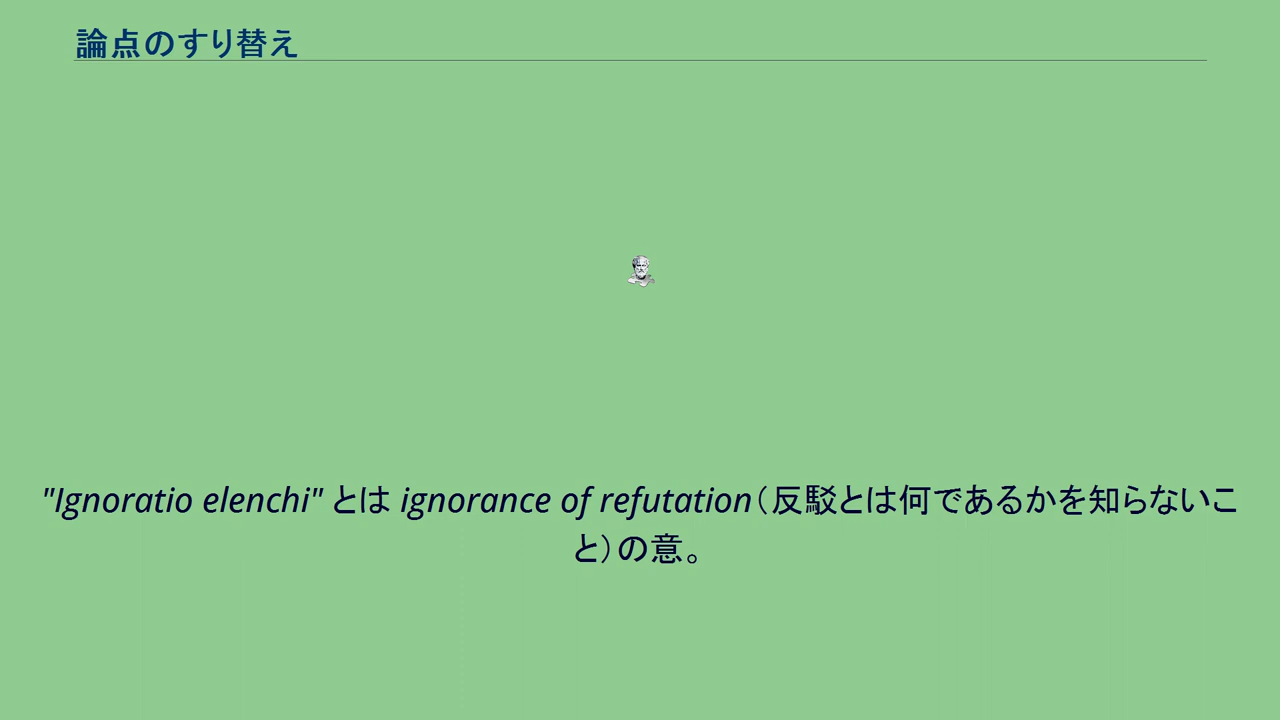 論点のすり替え
"Ignoratio elenchi" とは ignorance of refutation（反駁とは何であるかを知らないこ
と）の意。